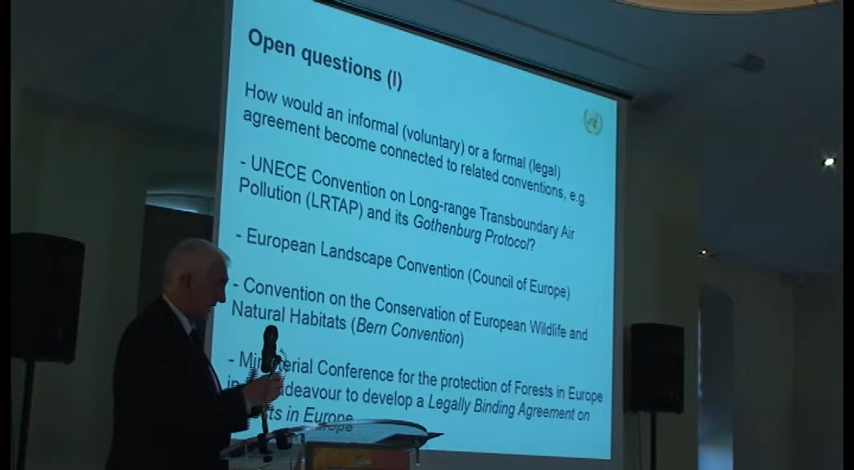 Open questions (I)
How would an informal (voluntary) or a formal (legal)
agreement become connected to related conventions, e.g.
- UNECE Convention on Long-range Transboundary Air
Pollution (LRTAP) and its Gothenburg Protocol?
- European Landscape Convention (Council of Europe)
- Convention on the Conservation of European Wildlife and
Natural Habitats (Bern Convention)
- Ministerial Conference for the protection of Forests in Europe
to develop a Legally Binding Agreement on
in Europe